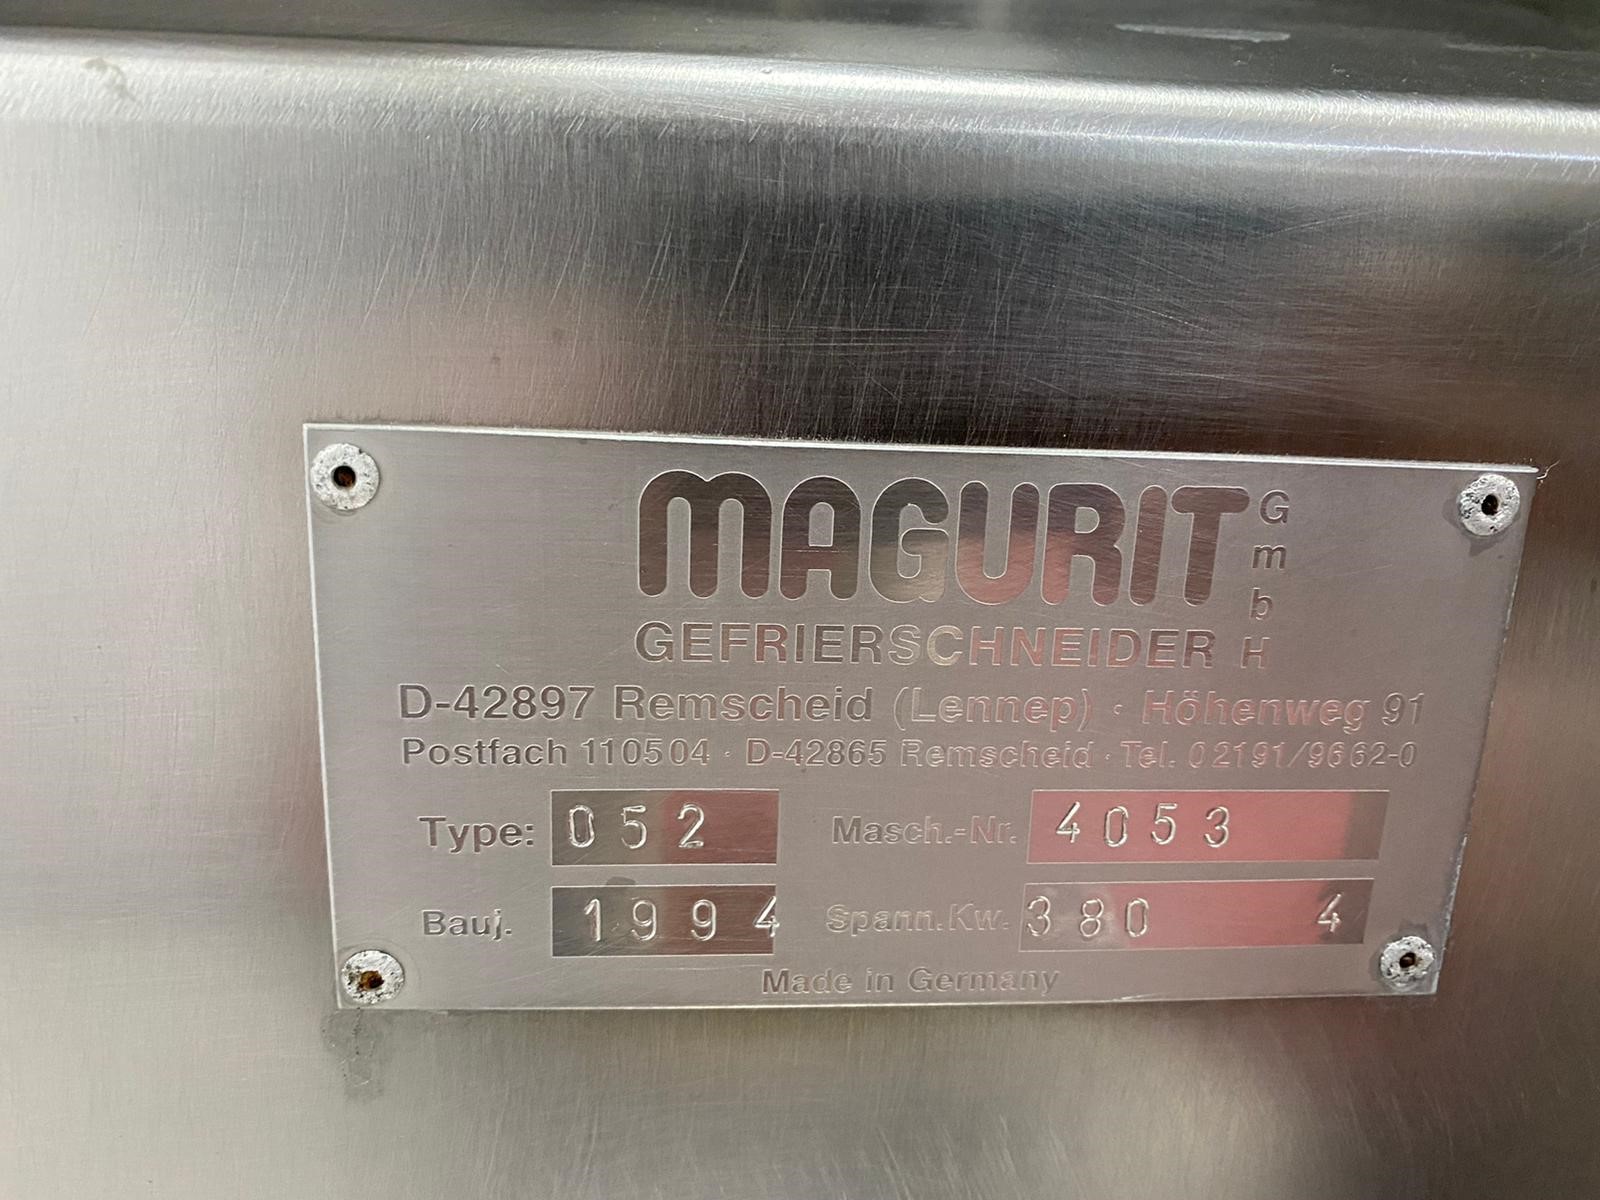 MAGURIT GmbH
GEFRIERSCHNEIDER
D-42897 Remscheid (Lennep) · Höhenweg 91
Postfach 110504 · D-42865 Remscheid · Tel. 02191/9662-0
Type: 052 Masch.-Nr. 4053
Bauj. 1994 Spann.Kw. 380 4
Made in Germany